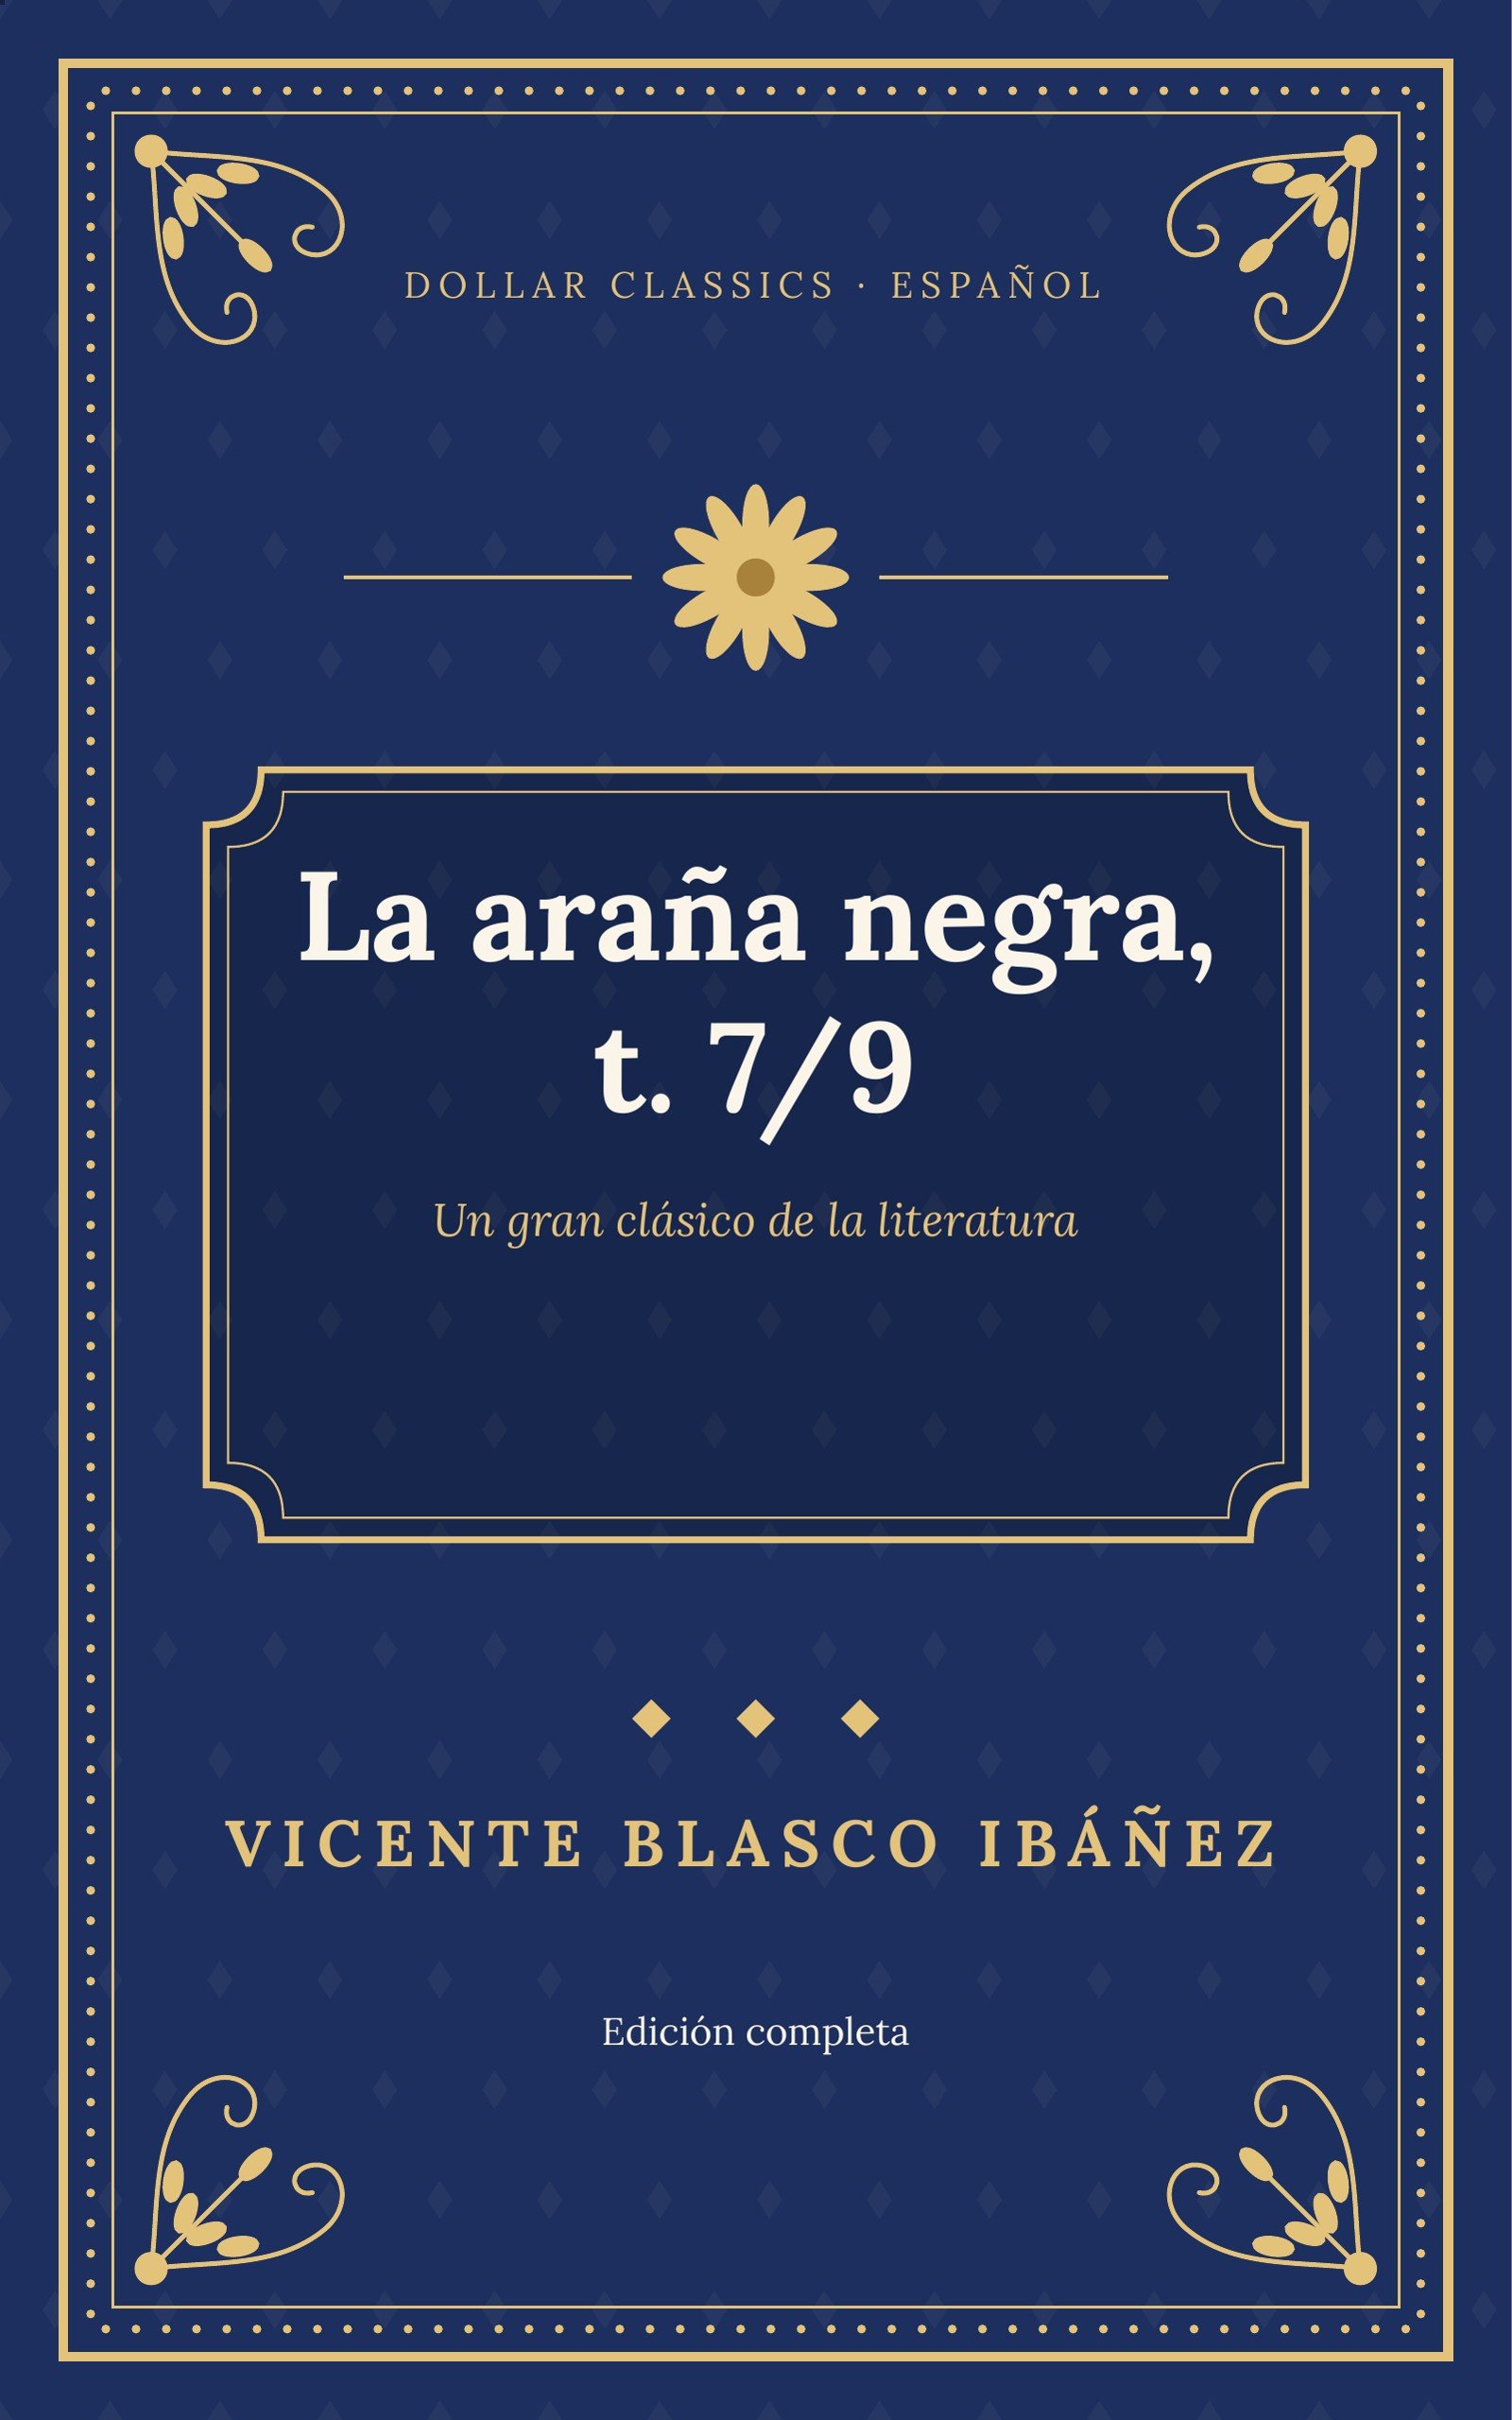 DOLLAR CLASSICS · ESPAÑOL
La araña negra,
t. 7/9
Un gran clásico de la literatura
VICENTE BLASCO IBÁÑEZ
Edición completa